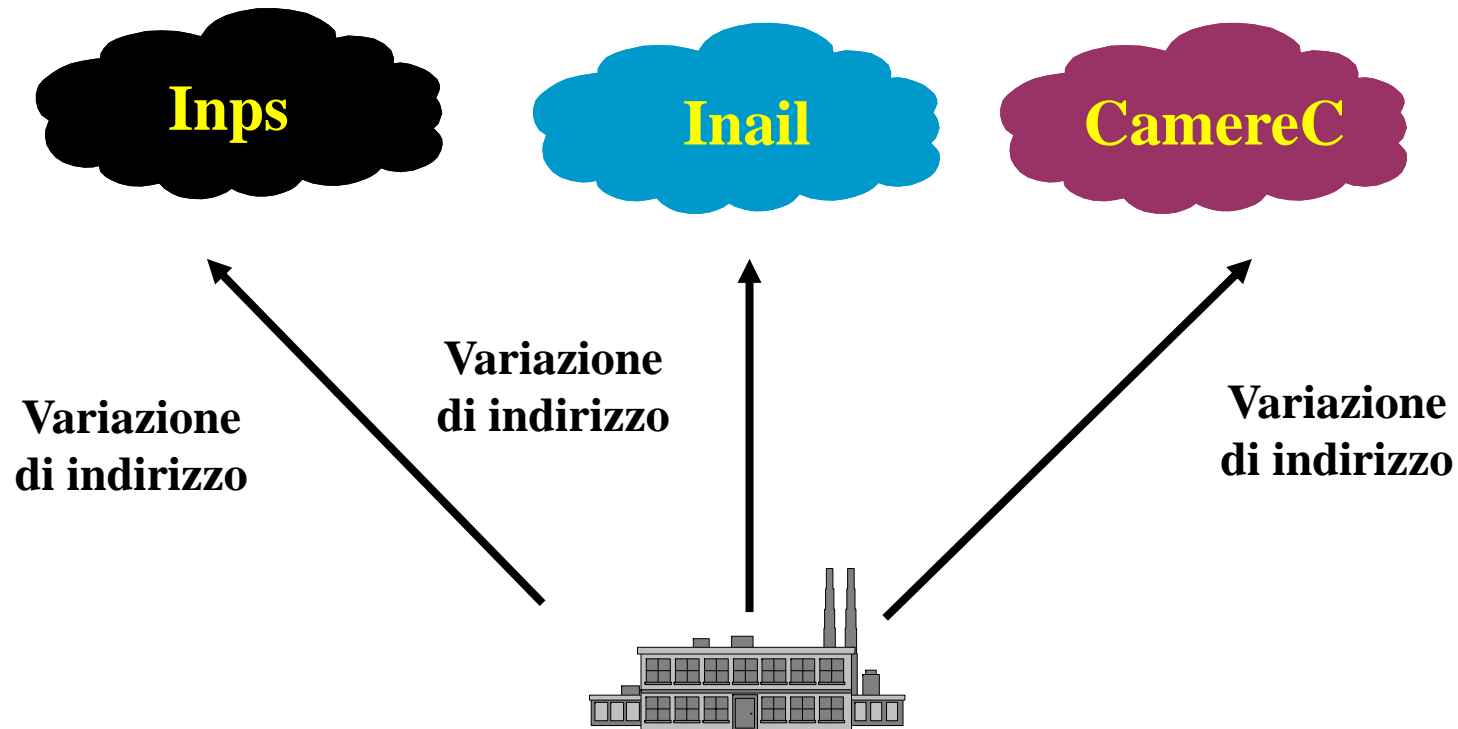 Inps
Inail
CamereC
Variazione
di indirizzo
Variazione
di indirizzo
Variazione
di indirizzo